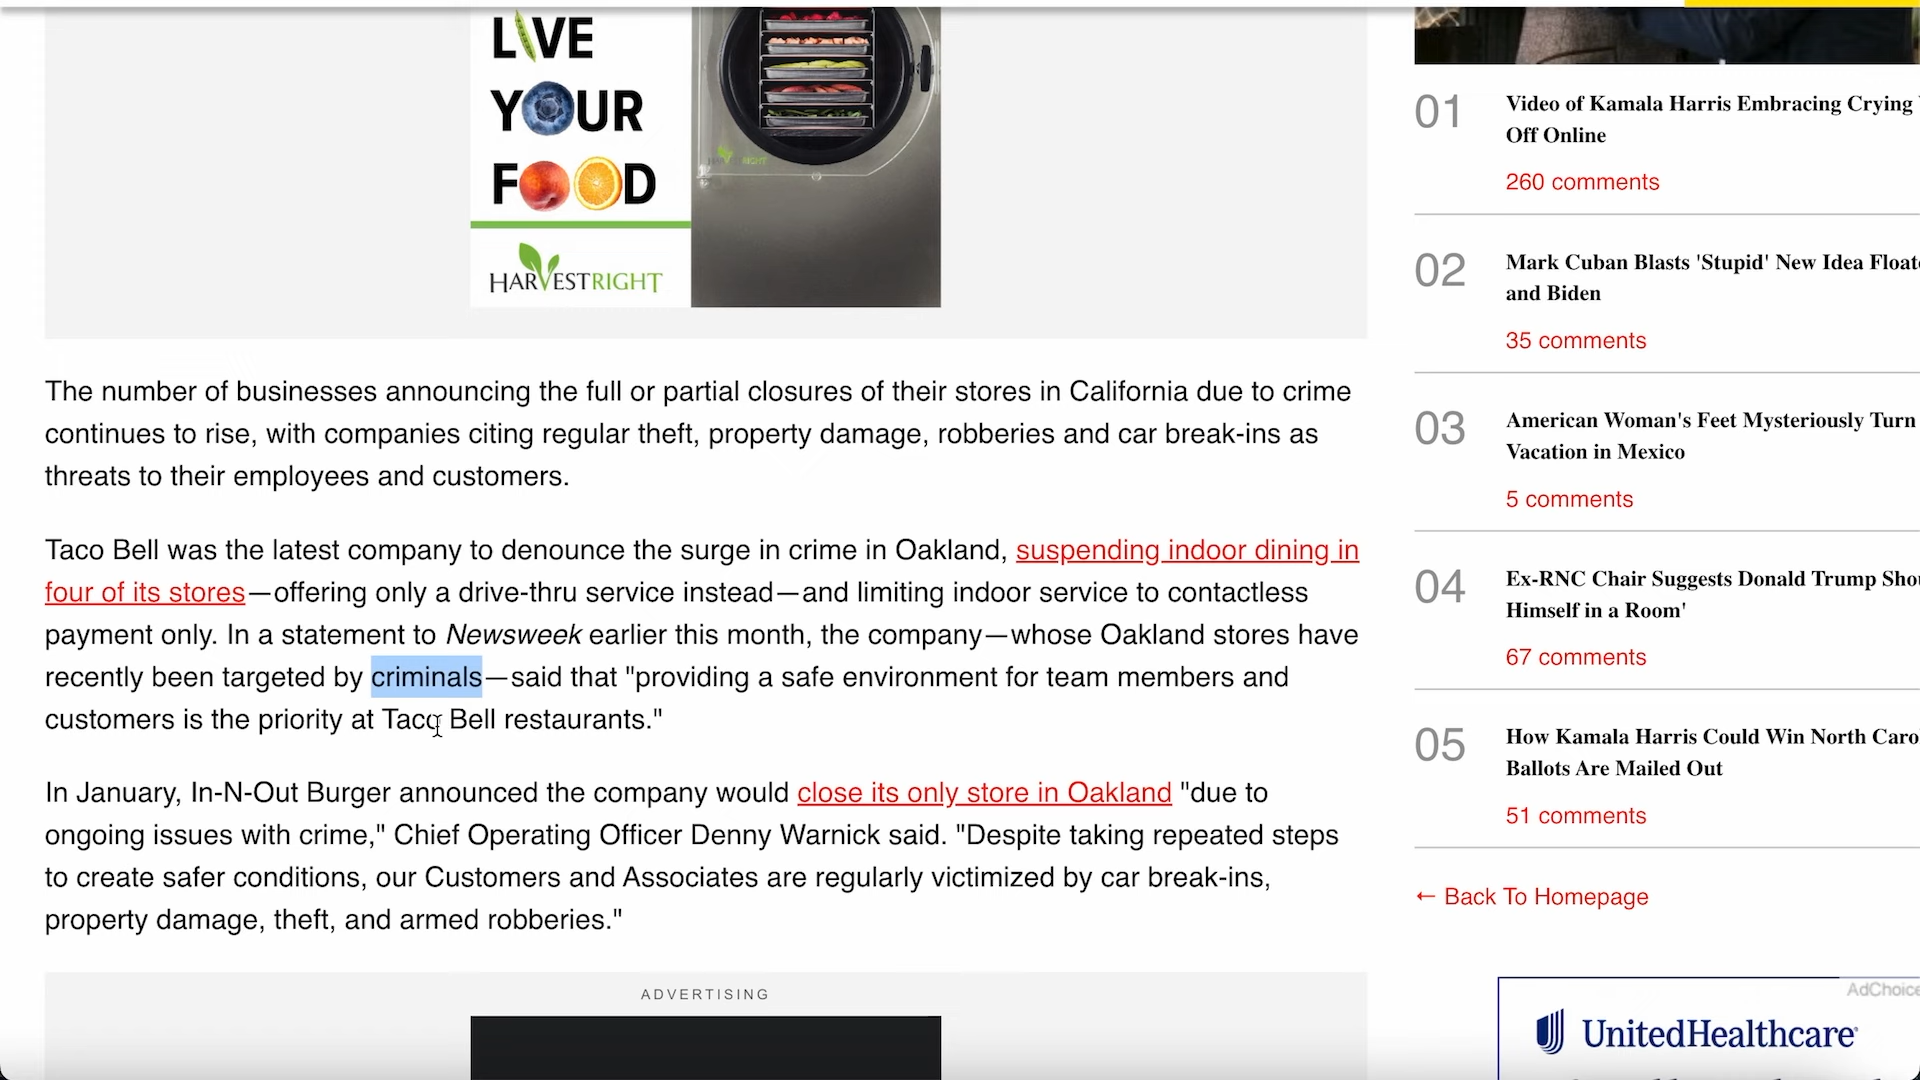 LIVE
YOUR
FOOD
HARVESTRIGHT
The number of businesses announcing the full or partial closures of their stores in California due to crime
continues to rise, with companies citing regular theft, property damage, robberies and car break-ins as
threats to their employees and customers.
Taco Bell was the latest company to denounce the surge in crime in Oakland, suspending indoor dining in
four of its stores—offering only a drive-thru service instead—and limiting indoor service to contactless
payment only. In a statement to Newsweek earlier this month, the company—whose Oakland stores have
recently been targeted by criminals—said that "providing a safe environment for team members and
customers is the priority at Taco Bell restaurants."
In January, In-N-Out Burger announced the company would close its only store in Oakland "due to
ongoing issues with crime," Chief Operating Officer Denny Warnick said. "Despite taking repeated steps
to create safer conditions, our Customers and Associates are regularly victimized by car break-ins,
property damage, theft, and armed robberies."
ADVERTISING
01
Video of Kamala Harris Embracing Crying
Off Online
260 comments
02
Mark Cuban Blasts 'Stupid' New Idea
and Biden
35 comments
03
American Woman's Feet Mysteriously Turn
Vacation in Mexico
5 comments
04
Ex-RNC Chair Suggests Donald Trump
Himself in a Room'
67 comments
05
How Kamala Harris Could Win North
Ballots Are Mailed Out
51 comments
← Back To Homepage
UnitedHealthcare